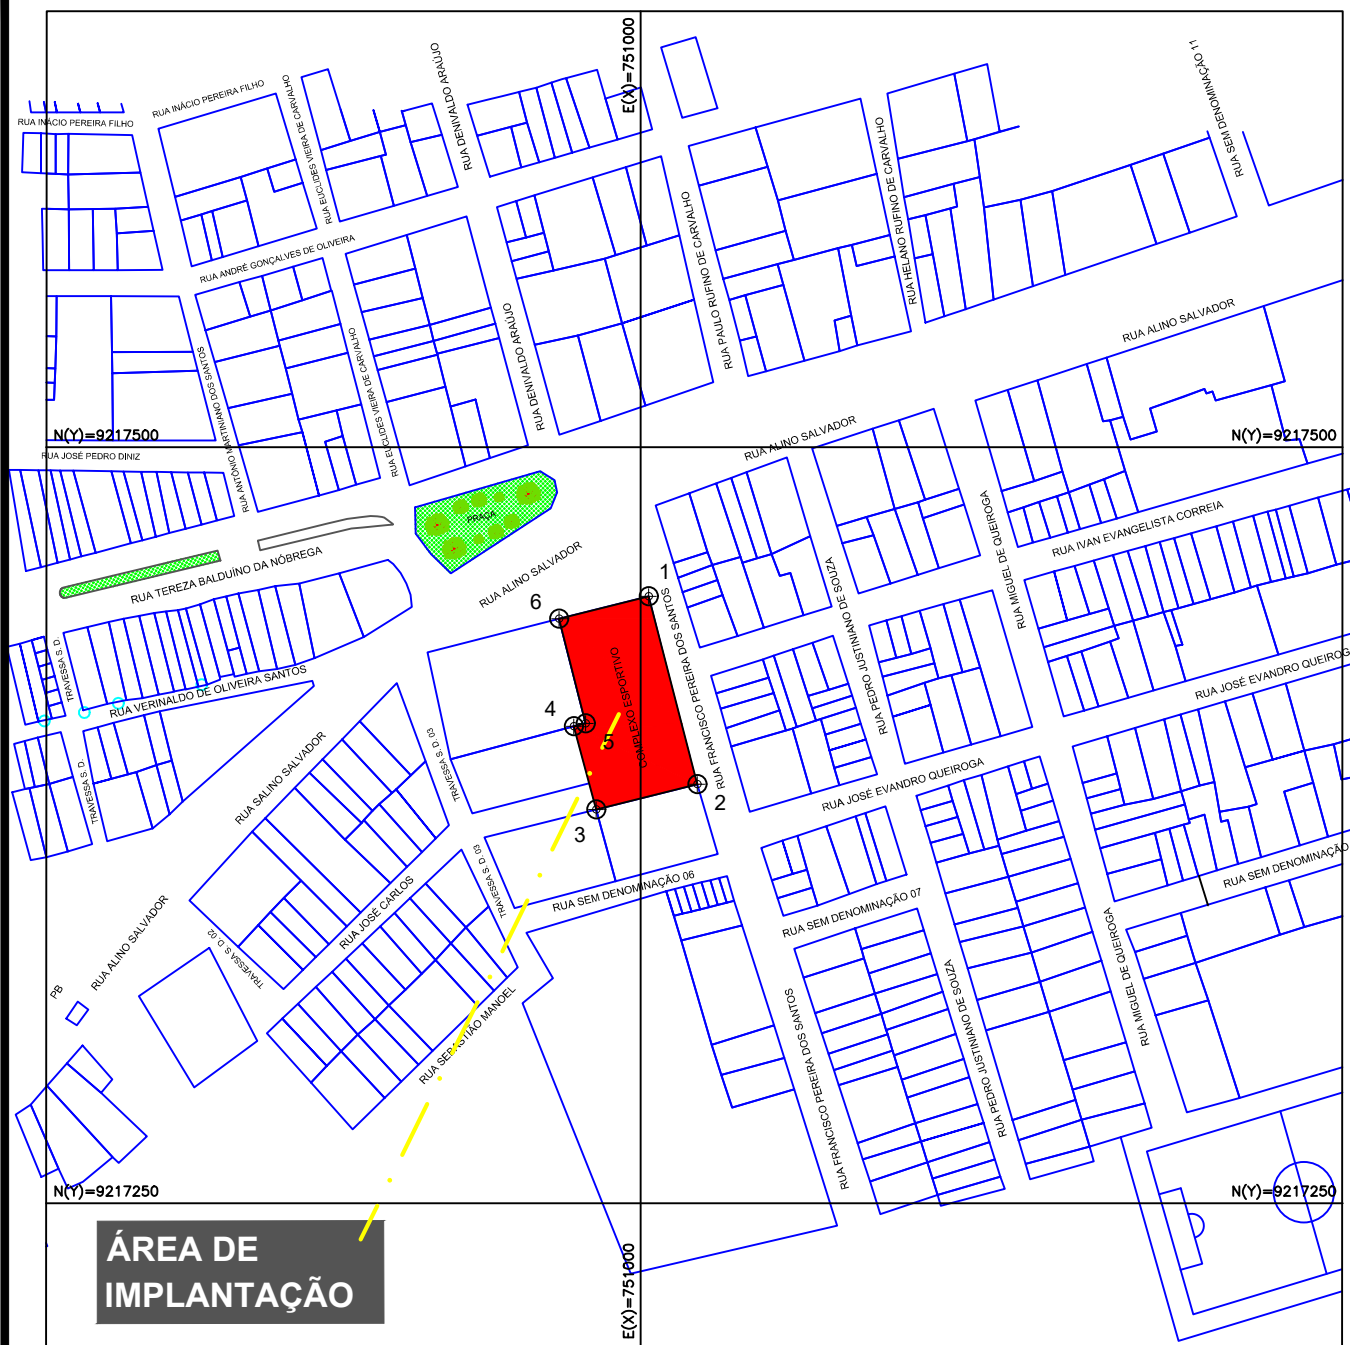 E(X)=751000
RUA INÁCIO PEREIRA FILHO
RUA INÁCIO PEREIRA FILHO
RUA EUCLIDES VIEIRA DE CARVALHO
RUA DENIVALDO ARAÚJO
RUA SEM DENOMINAÇÃO 11
RUA HELANO RUFINO DE CARVALHO
RUA PAULO RUFINO DE CARVALHO
RUA ANDRÉ GONÇALVES DE OLIVEIRA
RUA DENIVALDO ARAÚJO
RUA EUCLIDES VIEIRA DE CARVALHO
RUA ANTÔNIO MARTINIANO DOS SANTOS
RUA ALINO SALVADOR
RUA ALINO SALVADOR
N(Y)=9217500
N(Y)=9217500
RUA JOSÉ PEDRO DINIZ
PRAÇA
RUA IVAN EVANGELISTA CORREIA
RUA MIGUEL DE QUEIROGA
RUA TEREZA BALDUÍNO DA NÓBREGA
RUA ALINO SALVADOR
1
6
RUA PEDRO JUSTINIANO DE SOUZA
RUA FRANCISCO PEREIRA DOS SANTOS
COMPLEXO ESPORTIVO
TRAVESSA S. D.
RUA VERINALDO DE OLIVEIRA SANTOS
RUA JOSÉ EVANDRO QUEIROG
4
5
TRAVESSA S. D. 03
RUA SALINO SALVADOR
TRAVESSA S. D.
RUA JOSÉ EVANDRO QUEIROGA
2
3
RUA SEM DENOMINAÇÃO
TRAVESSA S. D. 03
RUA SEM DENOMINAÇÃO 06
RUA JOSÉ CARLOS
RUA SEM DENOMINAÇÃO 07
RUA ALINO SALVADOR
TRAVESSA S. D. 02
PB
RUA MIGUEL DE QUEIROGA
RUA PEDRO JUSTINIANO DE SOUZA
RUA FRANCISCO PEREIRA DOS SANTOS
RUA SEBASTIÃO MANOEL
N(Y)=9217250
N(Y)=9217250
ÁREA DE
IMPLANTAÇÃO
E(X)=751000